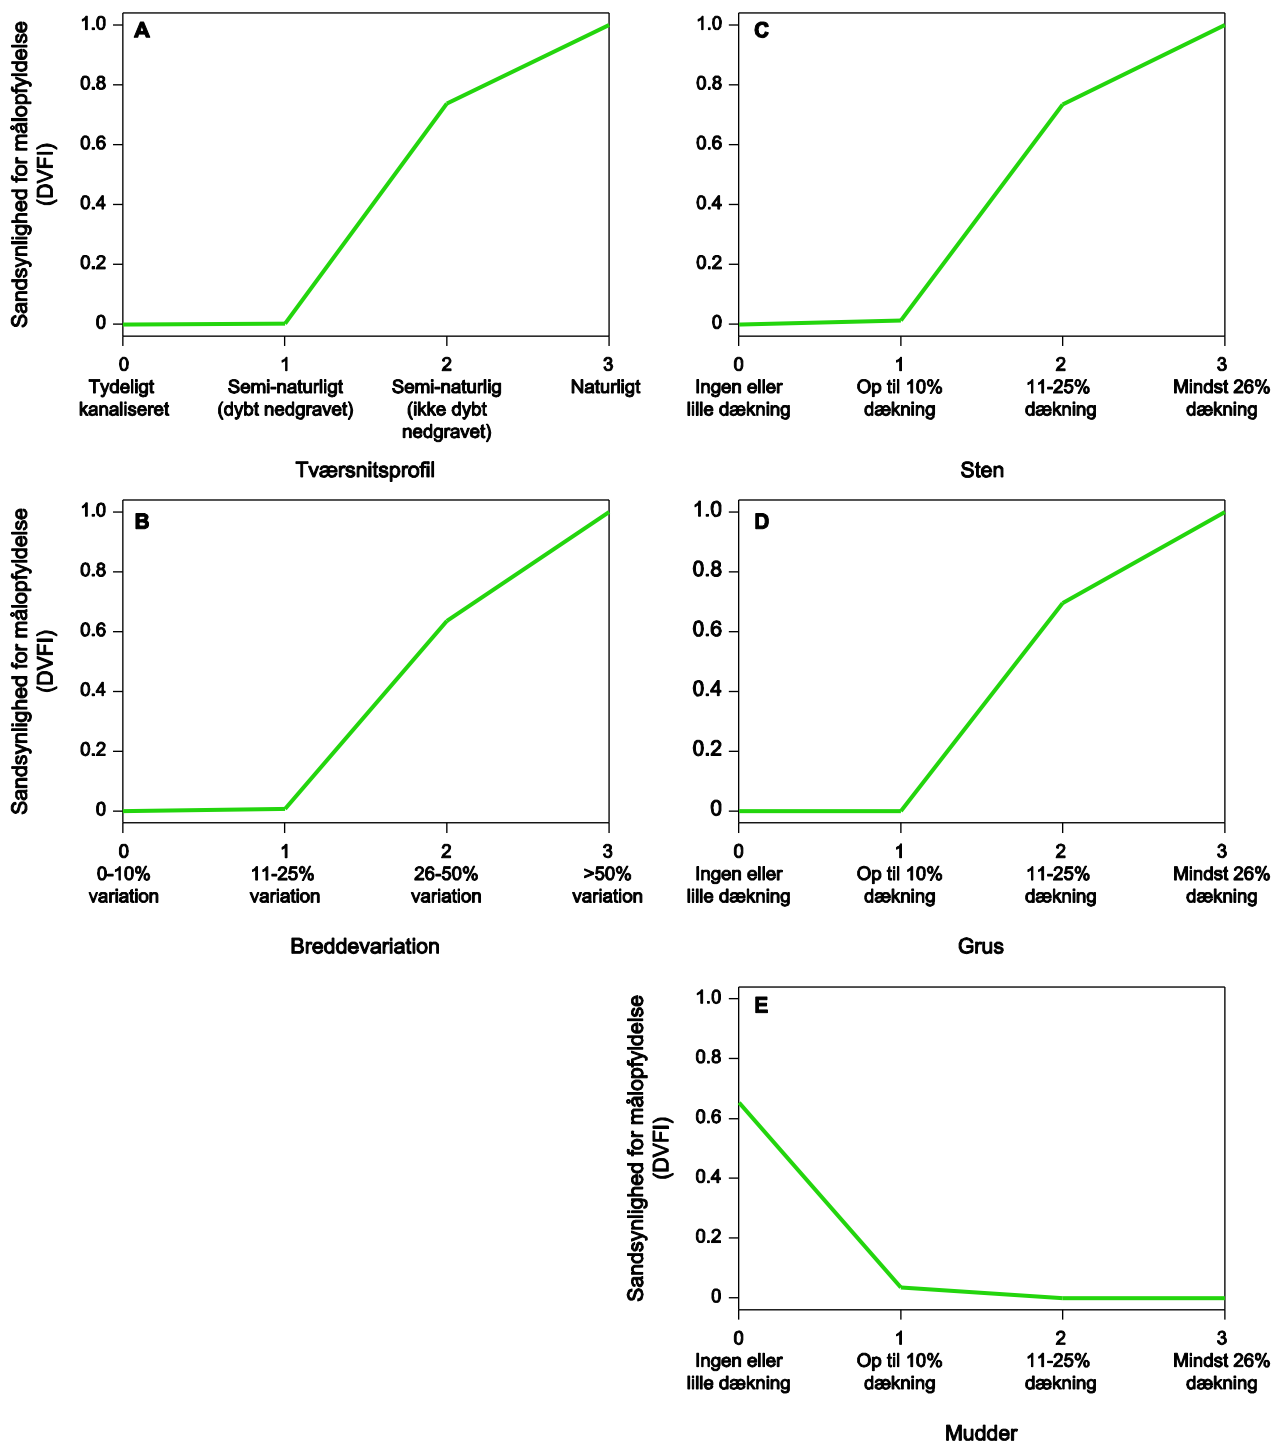 A
Sandsynlighed for målopfyldelse
(DVFI)
1.0
0.8
0.6
0.4
0.2
0
0
1
2
3
Tydeligt
kanaliseret
Semi-naturligt
(dybt nedgravet)
Semi-naturlig
(ikke dybt
nedgravet)
Naturligt
Tværsnitsprofil
C
1.0
0.8
0.6
0.4
0.2
0
0
1
2
3
Ingen eller
lille dækning
Op til 10%
dækning
11-25%
dækning
Mindst 26%
dækning
Sten
B
Sandsynlighed for målopfyldelse
(DVFI)
1.0
0.8
0.6
0.4
0.2
0
0
1
2
3
0-10%
variation
11-25%
variation
26-50%
variation
>50%
variation
Breddevariation
D
1.0
0.8
0.6
0.4
0.2
0
0
1
2
3
Ingen eller
lille dækning
Op til 10%
dækning
11-25%
dækning
Mindst 26%
dækning
Grus
E
Sandsynlighed for målopfyldelse
(DVFI)
1.0
0.8
0.6
0.4
0.2
0
0
1
2
3
Ingen eller
lille dækning
Op til 10%
dækning
11-25%
dækning
Mindst 26%
dækning
Mudder